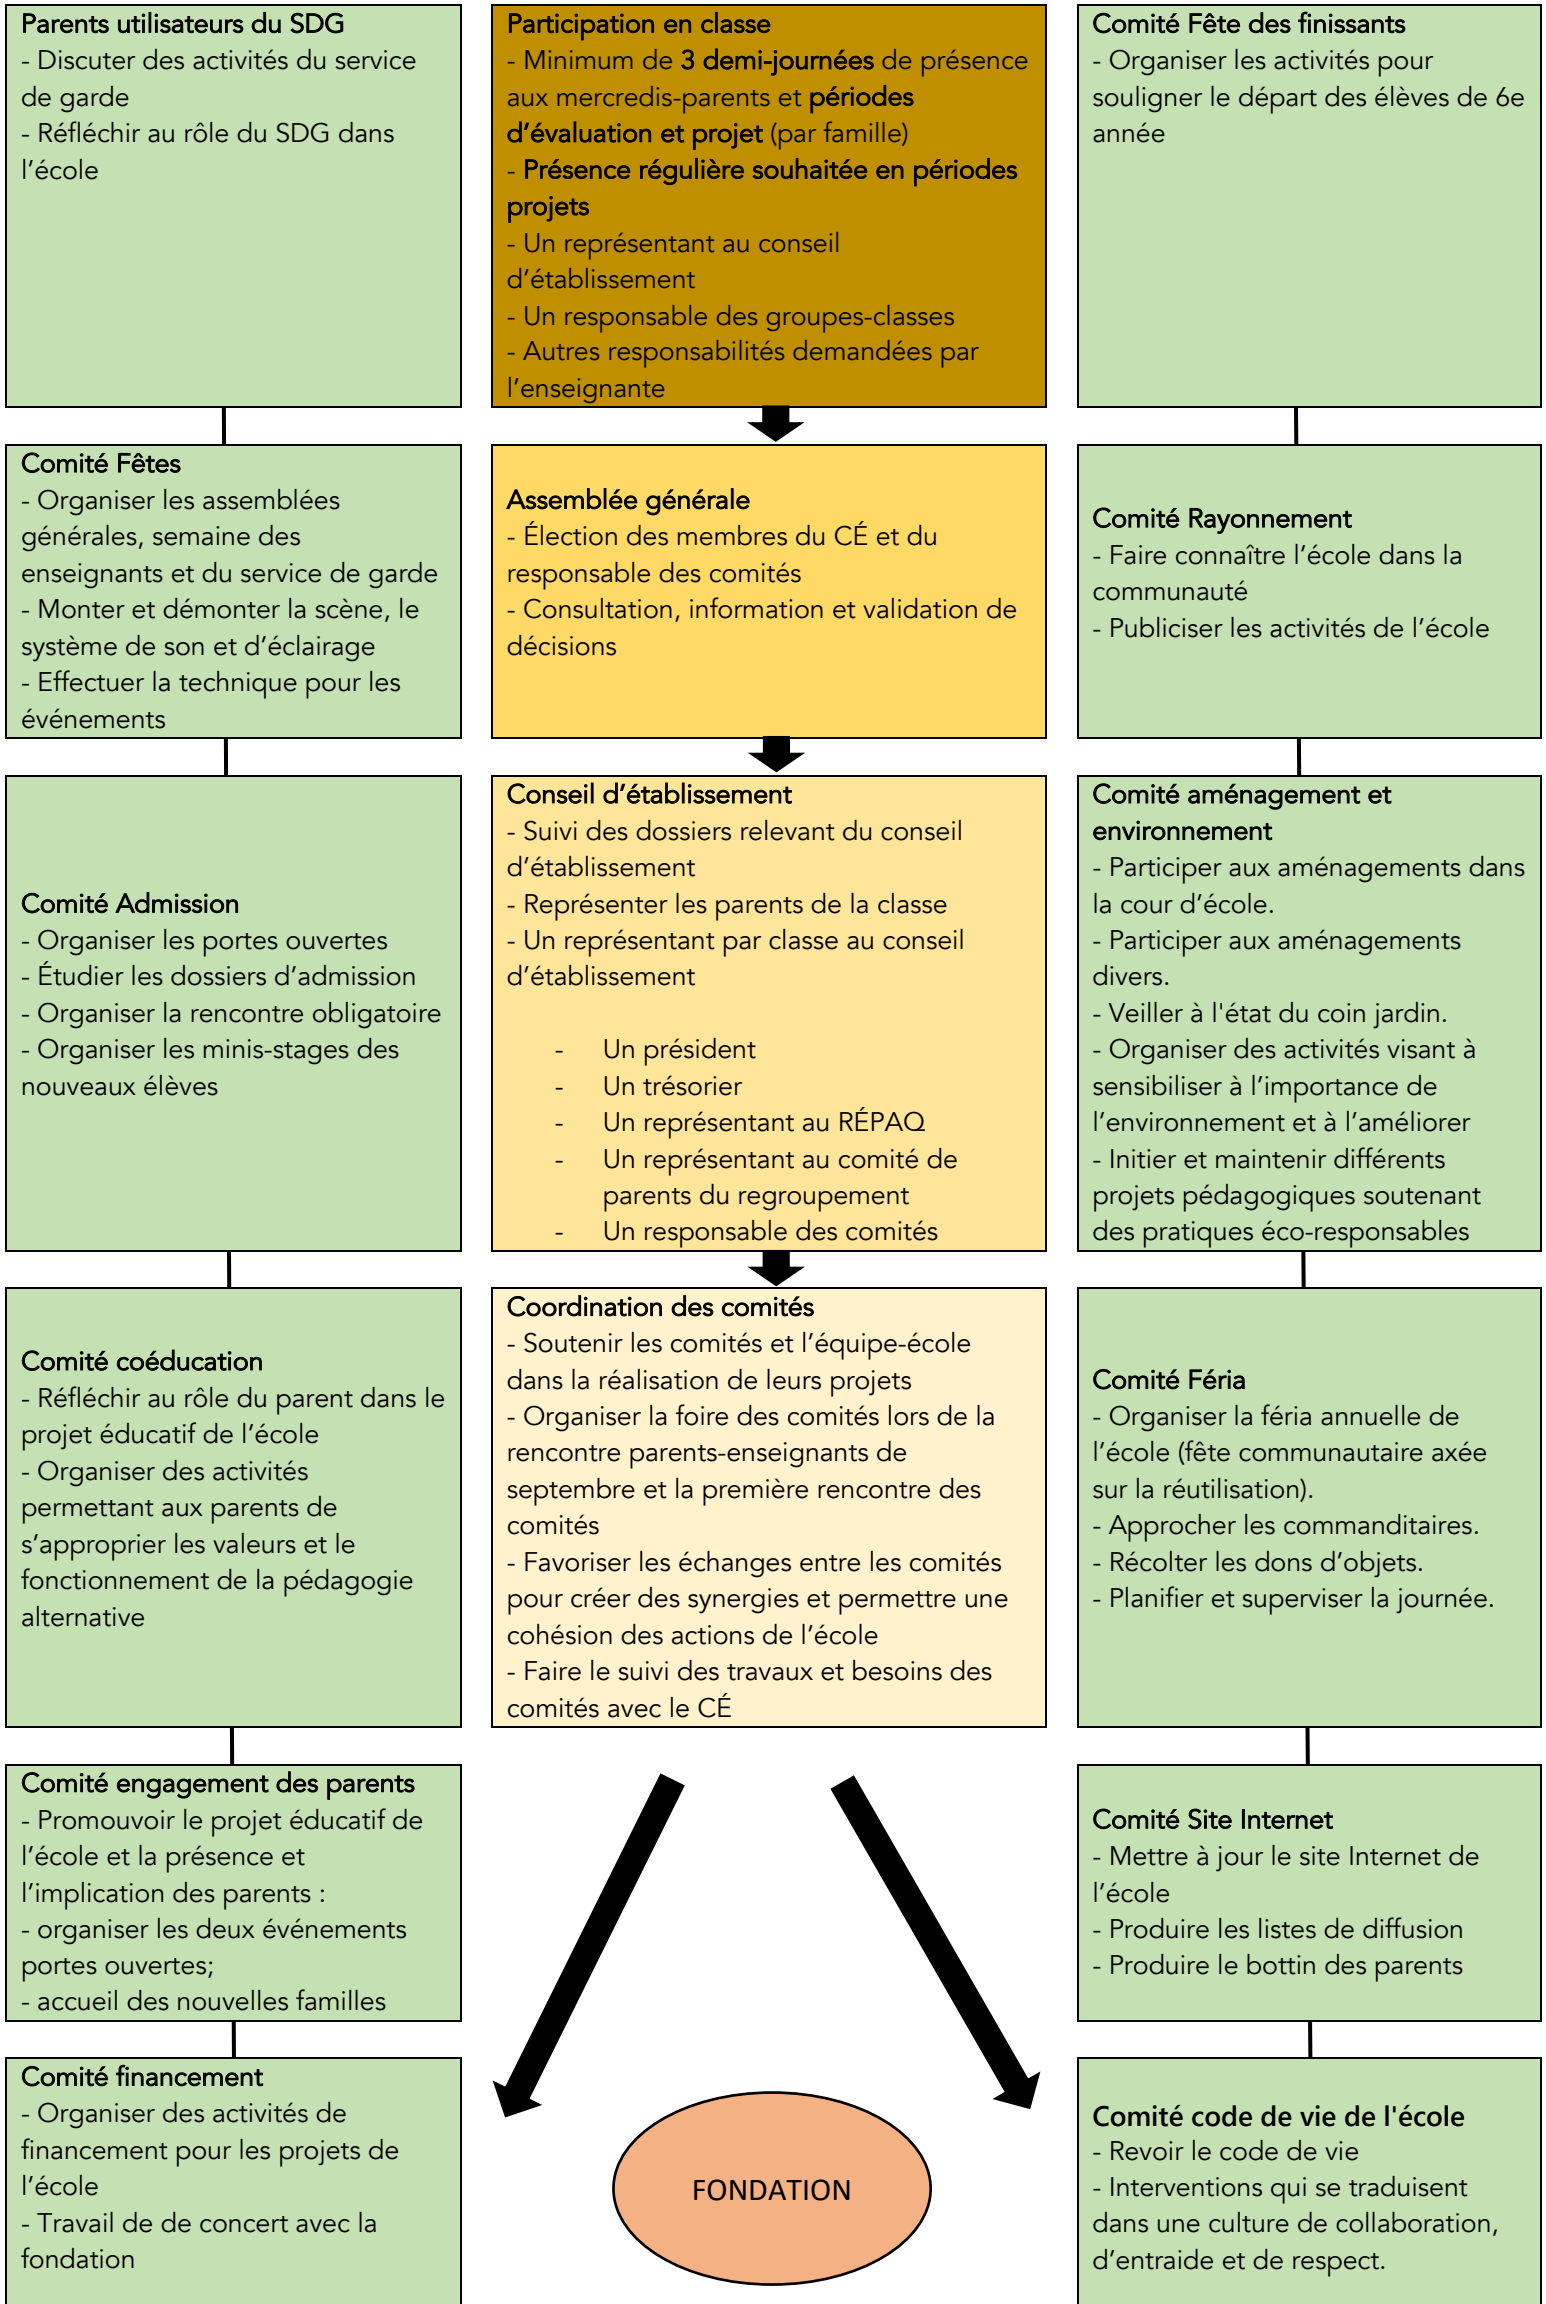 Parents utilisateurs du SDG
- Discuter des activités du service
de garde
- Réfléchir au rôle du SDG dans
l’école
Participation en classe
- Minimum de 3 demi-journées de présence
aux mercredis-parents et périodes
d’évaluation et projet (par famille)
- Présence régulière souhaitée en périodes
projets
- Un représentant au conseil
d’établissement
- Un responsable des groupes-classes
- Autres responsabilités demandées par
l’enseignante
Comité Fête des finissants
- Organiser les activités pour
souligner le départ des élèves de 6e
année
Comité Fêtes
- Organiser les assemblées
générales, semaine des
enseignants et du service de garde
- Monter et démonter la scène, le
système de son et d’éclairage
- Effectuer la technique pour les
événements
Assemblée générale
- Élection des membres du CÉ et du
responsable des comités
- Consultation, information et validation de
décisions
Comité Rayonnement
- Faire connaître l’école dans la
communauté
- Publiciser les activités de l’école
Comité Admission
- Organiser les portes ouvertes
- Étudier les dossiers d’admission
- Organiser la rencontre obligatoire
- Organiser les minis-stages des
nouveaux élèves
Conseil d’établissement
- Suivi des dossiers relevant du conseil
d’établissement
- Représenter les parents de la classe
- Un représentant par classe au conseil
d’établissement
- Un président
- Un trésorier
- Un représentant au RÉPAQ
- Un représentant au comité de
parents du regroupement
- Un responsable des comités
Comité aménagement et
environnement
- Participer aux aménagements dans
la cour d’école.
- Participer aux aménagements
divers.
- Veiller à l'état du coin jardin.
- Organiser des activités visant à
sensibiliser à l’importance de
l’environnement et à l’améliorer
- Initier et maintenir différents
projets pédagogiques soutenant
des pratiques éco-responsables
Comité coéducation
- Réfléchir au rôle du parent dans le
projet éducatif de l’école
- Organiser des activités
permettant aux parents de
s’approprier les valeurs et le
fonctionnement de la pédagogie
alternative
Coordination des comités
- Soutenir les comités et l’équipe-école
dans la réalisation de leurs projets
- Organiser la foire des comités lors de la
rencontre parents-enseignants de
septembre et la première rencontre des
comités
- Favoriser les échanges entre les comités
pour créer des synergies et permettre une
cohésion des actions de l’école
- Faire le suivi des travaux et besoins des
comités avec le CÉ
Comité Féria
- Organiser la féria annuelle de
l’école (fête communautaire axée
sur la réutilisation).
- Approcher les commanditaires.
- Récolter les dons d’objets.
- Planifier et superviser la journée.
Comité engagement des parents
- Promouvoir le projet éducatif de
l’école et la présence et
l’implication des parents :
- organiser les deux événements
portes ouvertes;
- accueil des nouvelles familles
Comité Site Internet
- Mettre à jour le site Internet de
l’école
- Produire les listes de diffusion
- Produire le bottin des parents
Comité financement
- Organiser des activités de
financement pour les projets de
l’école
- Travail de de concert avec la
fondation
FONDATION
Comité code de vie de l'école
- Revoir le code de vie
- Interventions qui se traduisent
dans une culture de collaboration,
d’entraide et de respect.